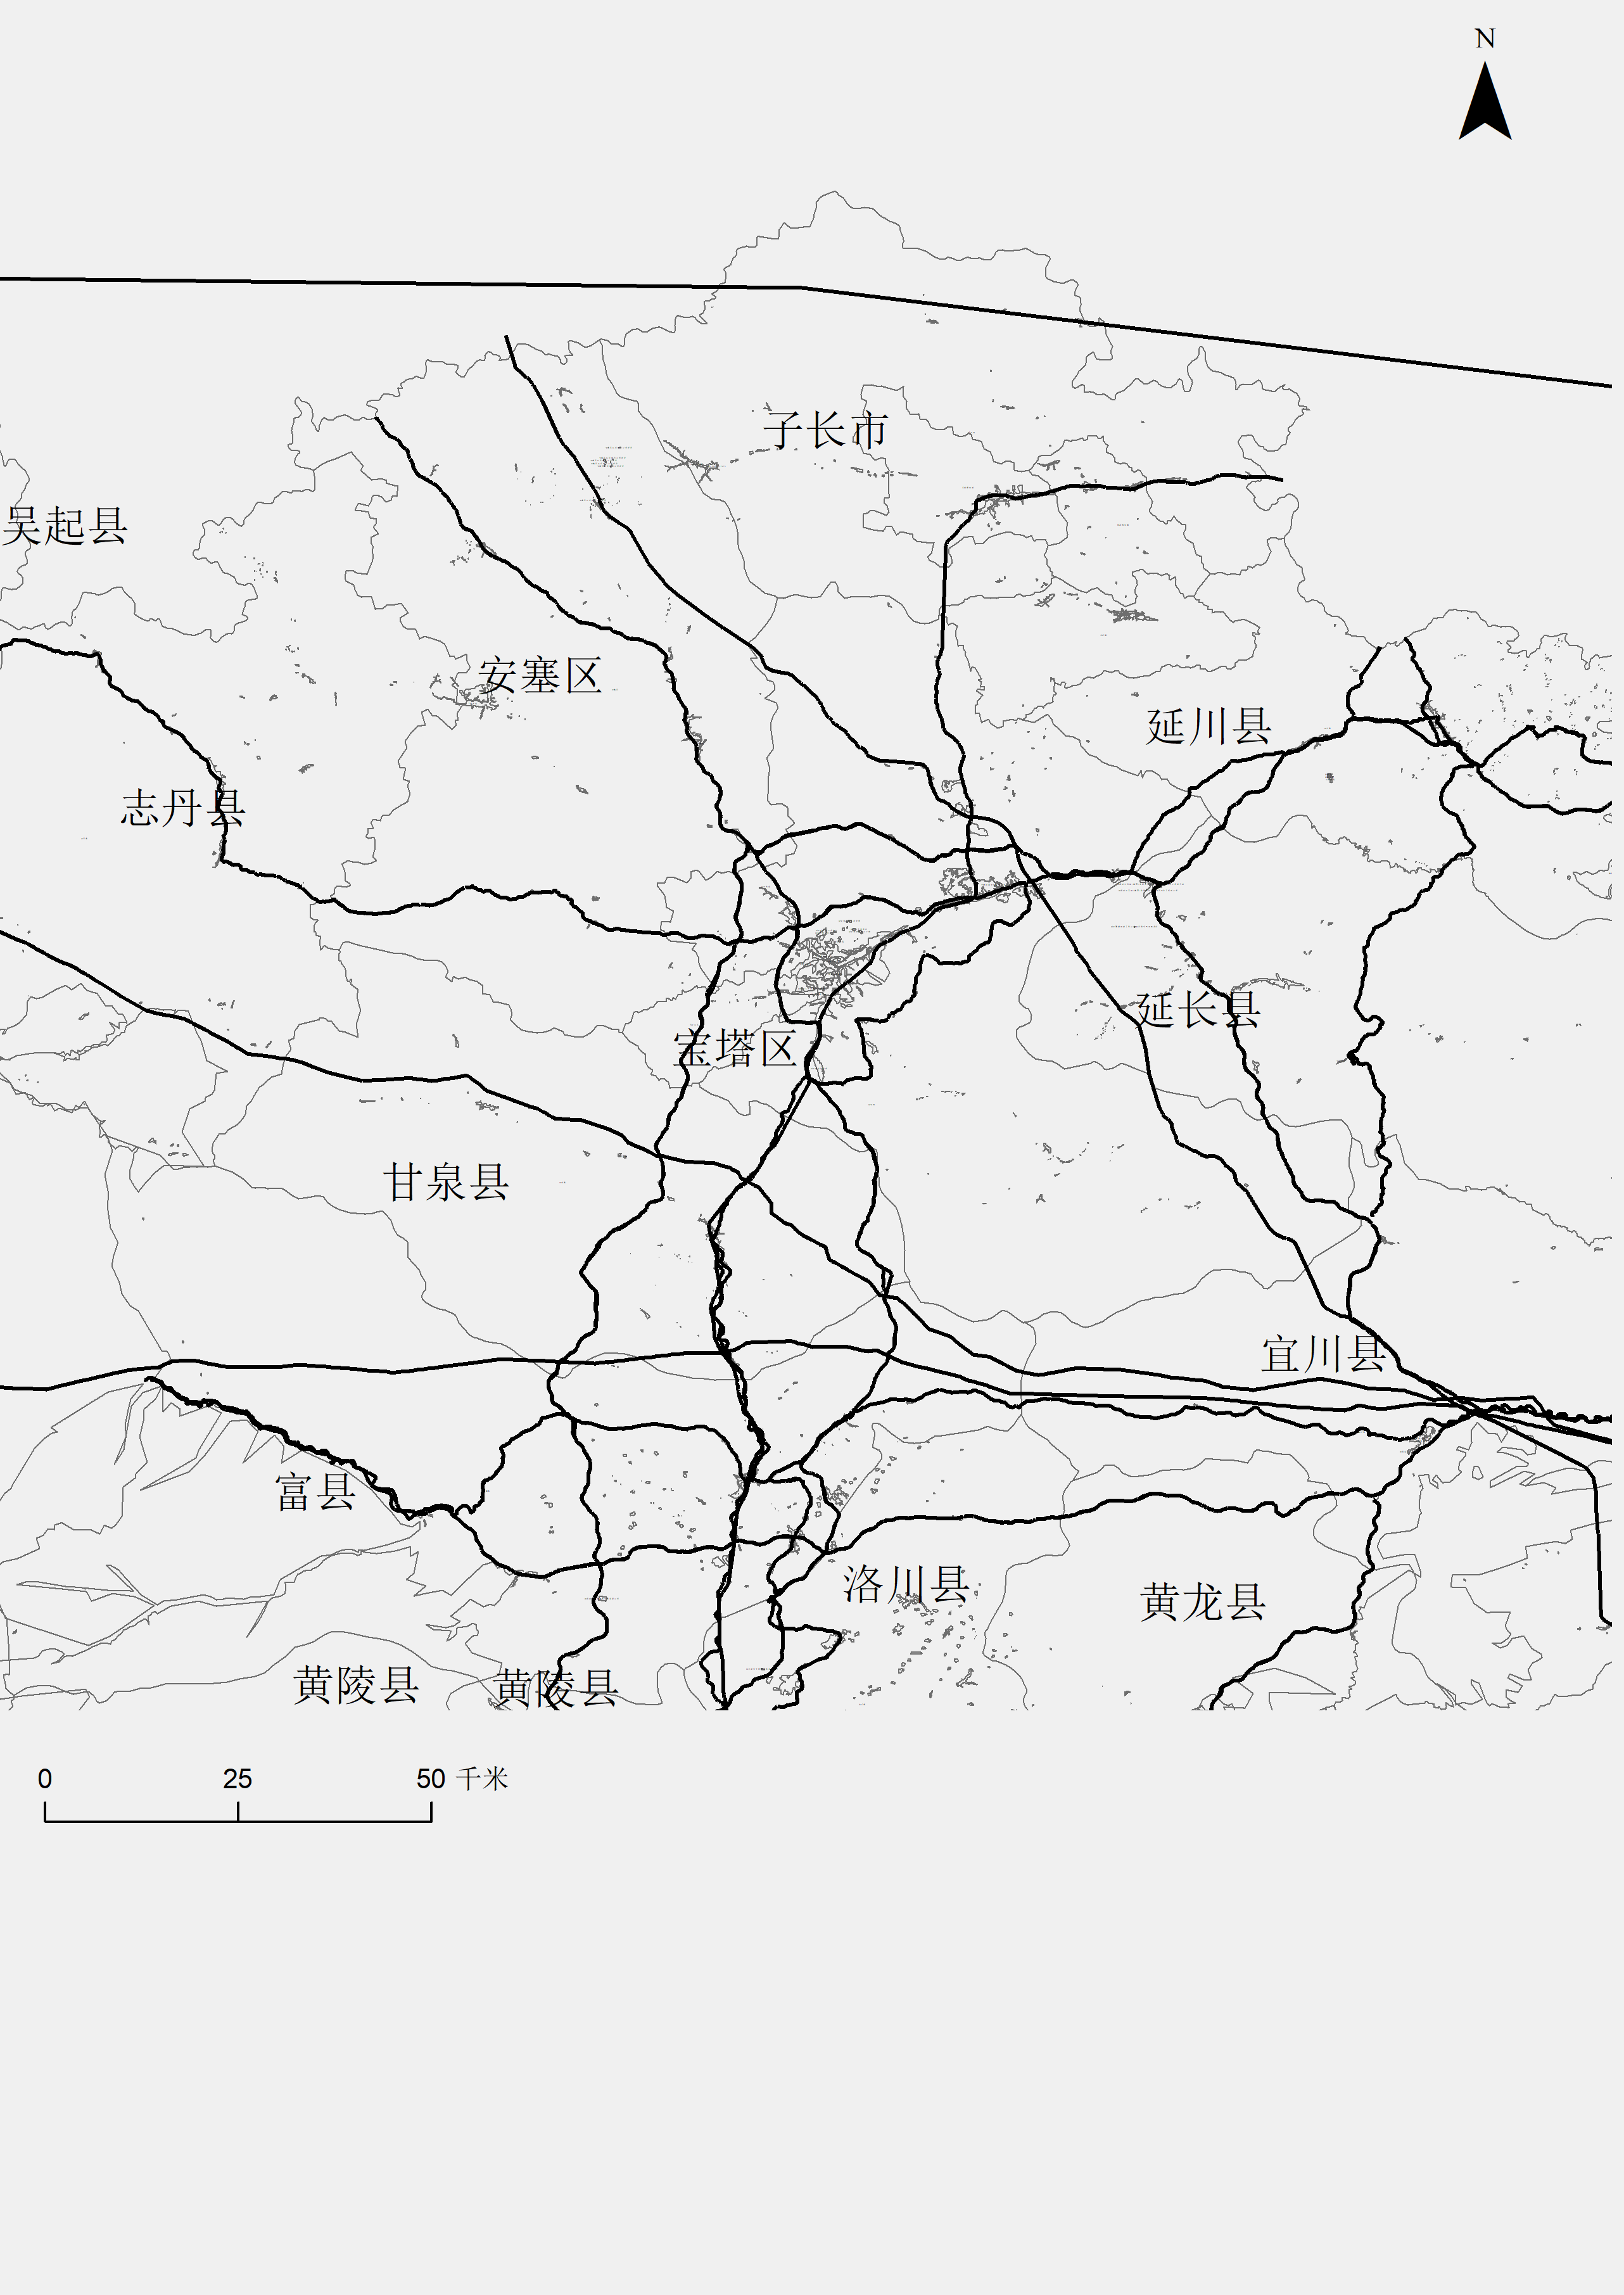 N
子长市
吴起县
安塞区
延川县
志丹县
延长县
宝塔区
甘泉县
宜川县
富县
洛川县
黄龙县
黄陵县
黄陵县
0 25 50 千米